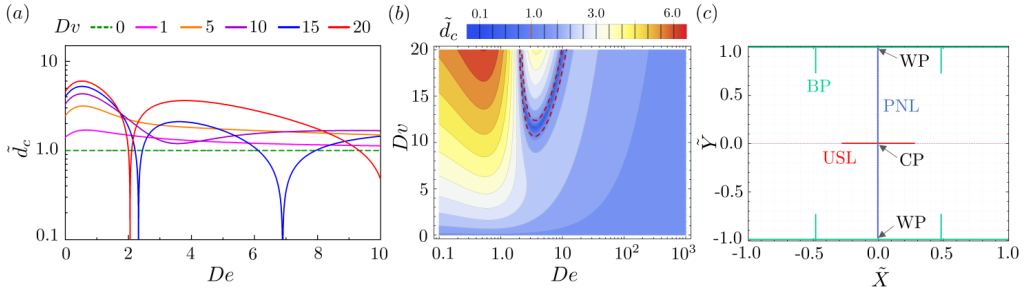 (a)
Dv 0 1 5 10 15 20
10
1.0
0.1
d̃c
0 2 4 6 8 10
De
(b)
d̃c 0.1 1.0 3.0 6.0
20
15
10
5
0
Dv
0.1 1.0 10 10² 10³
De
(c)
1.0
0.5
0.0
-0.5
-1.0
Ỹ
WP
BP
PNL
USL
CP
WP
-1.0 -0.5 0.0 0.5 1.0
X̃